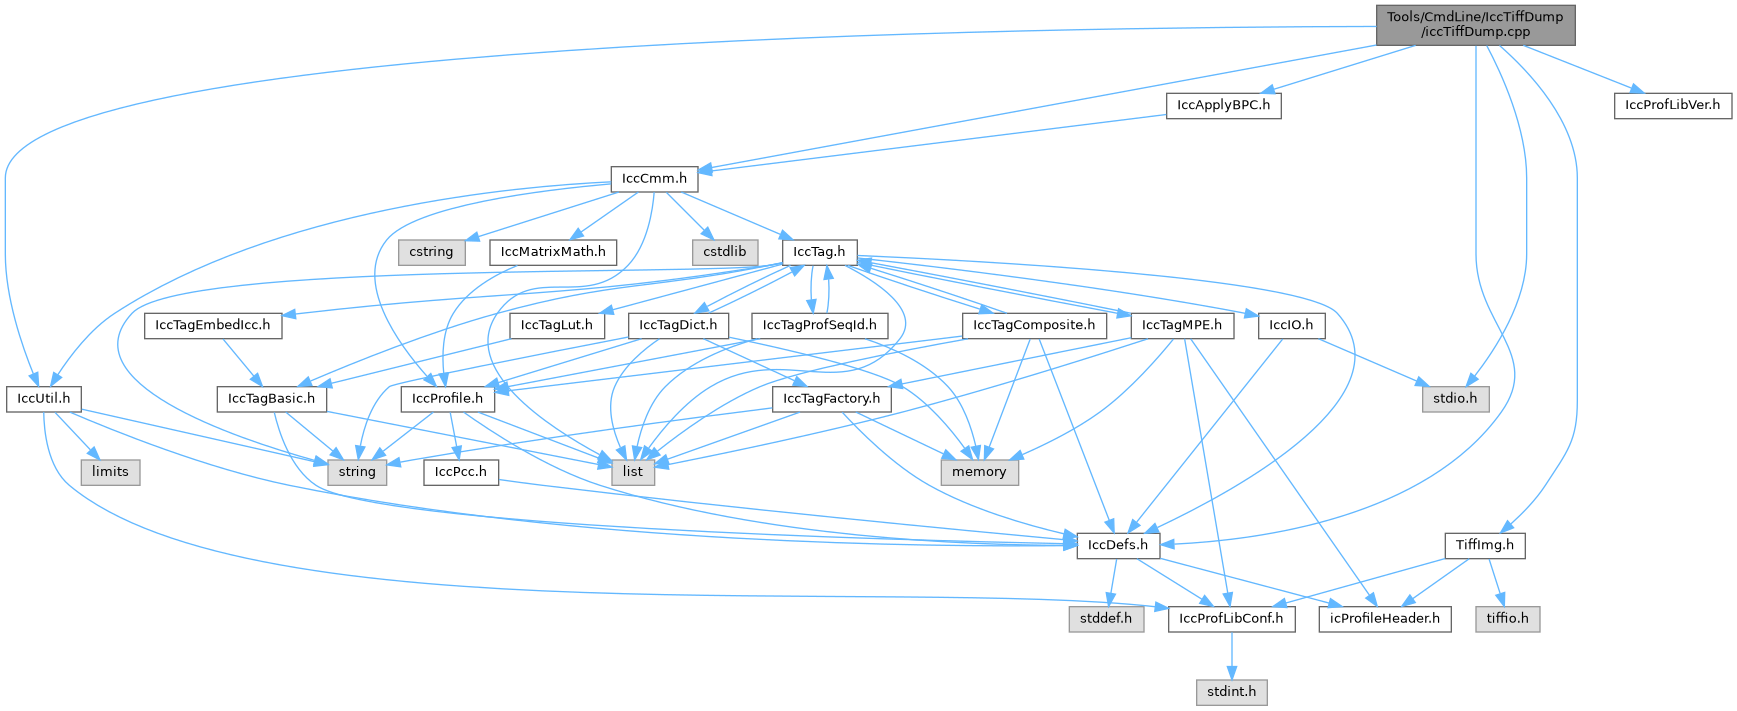 Tools/CmdLine/IccTiffDump
/iccTiffDump.cpp
IccApplyBPC.h
IccProfLibVer.h
IccCmm.h
cstring
IccMatrixMath.h
cstdlib
IccTag.h
IccTagEmbedIcc.h
IccTagLut.h
IccTagDict.h
IccTagProfSeqId.h
IccTagComposite.h
IccTagMPE.h
IccIO.h
IccUtil.h
IccTagBasic.h
IccProfile.h
IccTagFactory.h
stdio.h
limits
string
IccPcc.h
list
memory
IccDefs.h
TiffImg.h
stddef.h
IccProfLibConf.h
icProfileHeader.h
tiffio.h
stdint.h